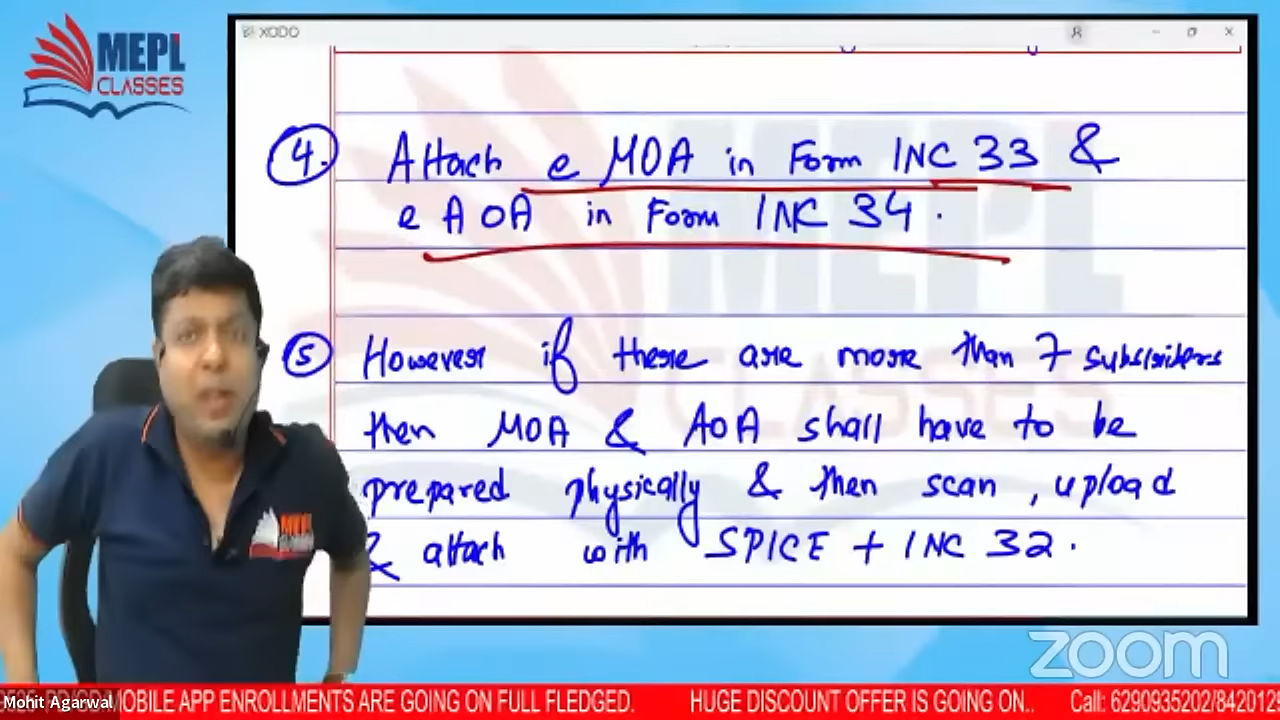 MEPL
CLASSES
XODO
4. Attach e MOA in Form INC 33 &
e AOA in Form INC 34.
5 However if there are more than 7 subscribers
then MOA & AOA shall have to be
prepared physically & then scan, upload
& attach with SPICE + INC 32.
zoom
MOBILE APP ENROLLMENTS ARE GOING ON FULL FLEDGED. HUGE DISCOUNT OFFER IS GOING ON.. Call: 6290935202/8420125
Mohit Agarwal